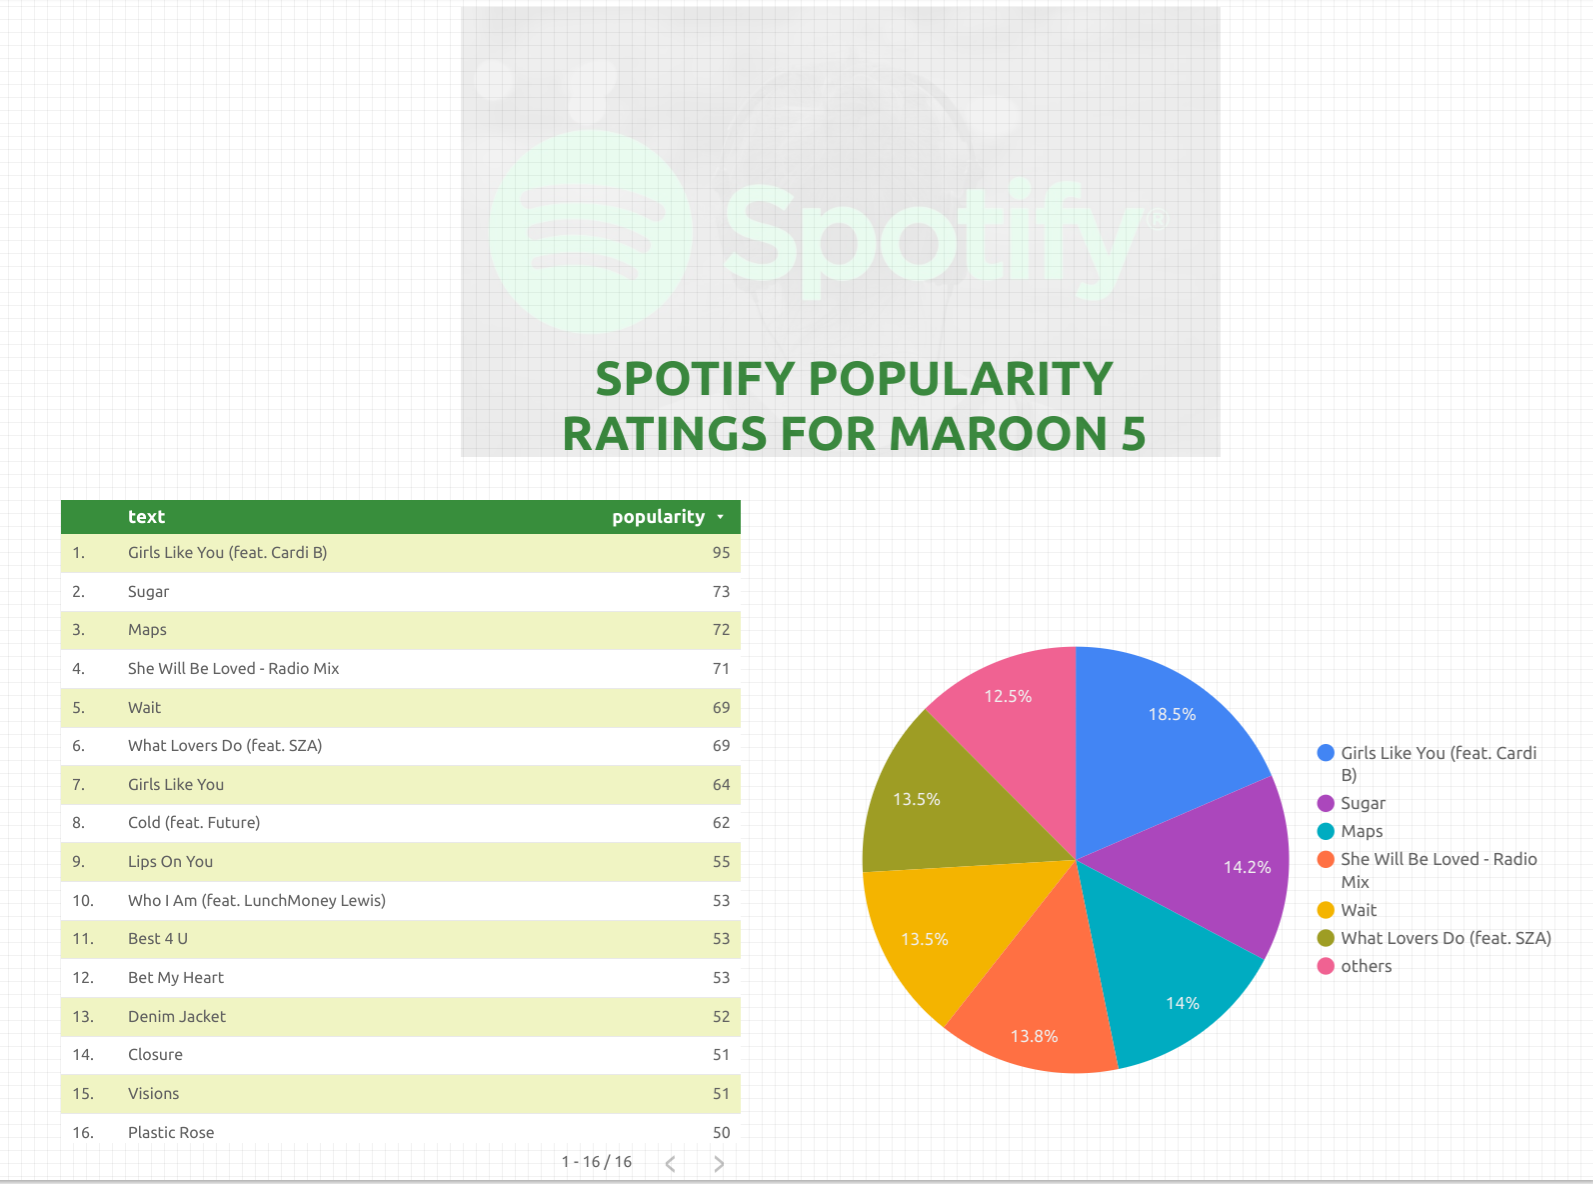 Spotify®
SPOTIFY POPULARITY
RATINGS FOR MAROON 5
text popularity
1. Girls Like You (feat. Cardi B) 95
2. Sugar 73
3. Maps 72
4. She Will Be Loved - Radio Mix 71
5. Wait 69
6. What Lovers Do (feat. SZA) 69
7. Girls Like You 64
8. Cold (feat. Future) 62
9. Lips On You 55
10. Who I Am (feat. LunchMoney Lewis) 53
11. Best 4 U 53
12. Bet My Heart 53
13. Denim Jacket 52
14. Closure 51
15. Visions 51
16. Plastic Rose 50
1 - 16 / 16
12.5%
18.5%
13.5%
14.2%
13.5%
14%
13.8%
Girls Like You (feat. Cardi
B)
Sugar
Maps
She Will Be Loved - Radio
Mix
Wait
What Lovers Do (feat. SZA)
others